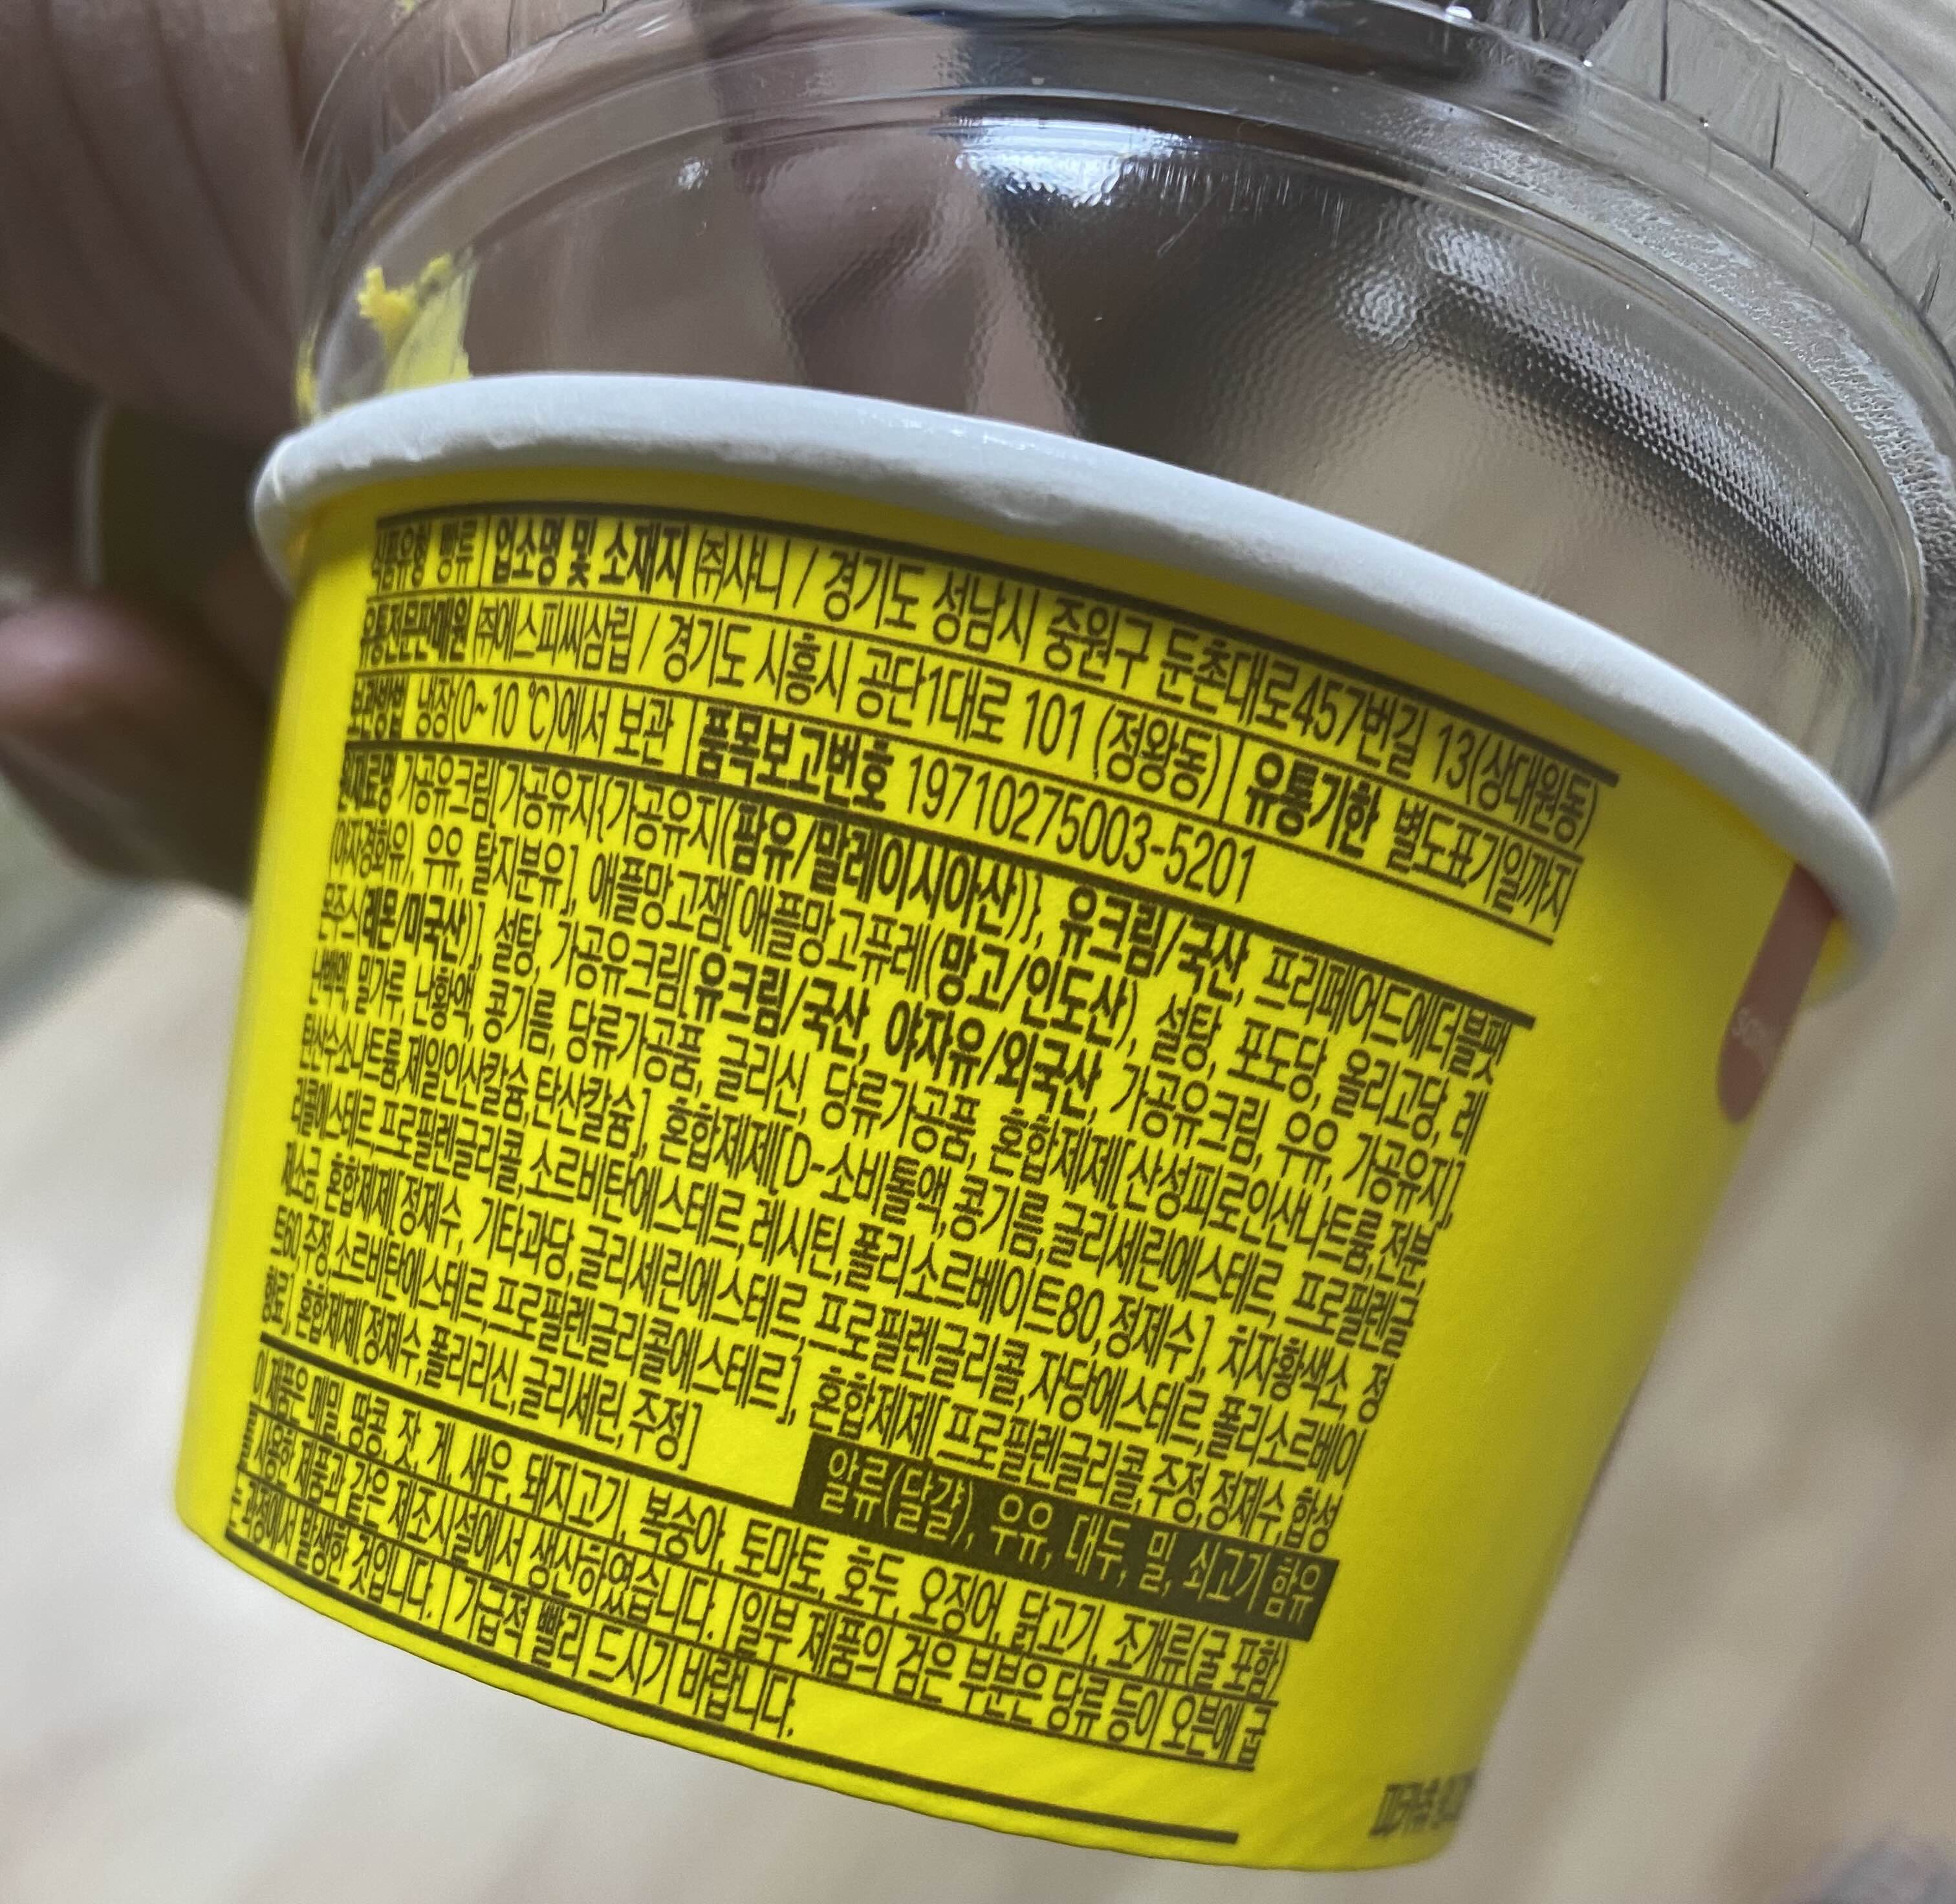 식품유형 빵류 | 업소명 및 소재지 ㈜샤니 / 경기도 성남시 중원구 둔촌대로457번길 13(상대원동)
유통전문판매원 ㈜에스피씨삼립 / 경기도 시흥시 공단1대로 101 (정왕동) | 유통기한 별도표기일까지
보관방법 냉장(0~10 ℃)에서 보관 | 품목보고번호 19710275003-5201
원재료명 가공유크림[가공유지{가공유지(팜유/말레이시아산)}, 유크림/국산, 프리페어드에더블팻
(야자경화유), 우유, 탈지분유], 애플망고잼[애플망고퓨레(망고/인도산), 설탕, 포도당, 올리고당, 레
몬주스(레몬/미국산)], 설탕, 가공유크림[유크림/국산, 야자유/외국산, 가공유크림, 우유, 가공유지],
난백액, 밀가루, 난황액, 콩기름, 당류가공품, 글리신, 당류가공품, 혼합제제[산성피로인산나트륨,전분,
탄산수소나트륨,제일인산칼슘,탄산칼슘], 혼합제제[D-소비톨액,콩기름,글리세린에스테르, 프로필렌글
리콜에스테르,프로필렌글리콜,소르비탄에스테르,레시틴,폴리소르베이트80,정제수], 치자황색소, 정
제소금, 혼합제제[정제수, 기타과당,글리세린에스테르, 프로필렌글리콜,자당에스테르,폴리소르베이
트60,주정,소르비탄에스테르,프로필렌글리콜에스테르], 혼합제제[프로필렌글리콜,주정,정제수,합성
향료], 혼합제제[정제수,폴리리신,글리세린,주정]
알류(달걀), 우유, 대두, 밀, 쇠고기 함유
이 제품은 메밀, 땅콩, 잣, 게, 새우, 돼지고기, 복숭아, 토마토, 호두, 오징어, 닭고기, 조개류(굴 포함)
사용한 제품과 같은 제조시설에서 생산하였습니다. | 일부 제품의 검은 부분은 당류 등이 오븐에 굽
는 과정에서 발생한 것입니다. | 가급적 빨리 드시기 바랍니다.